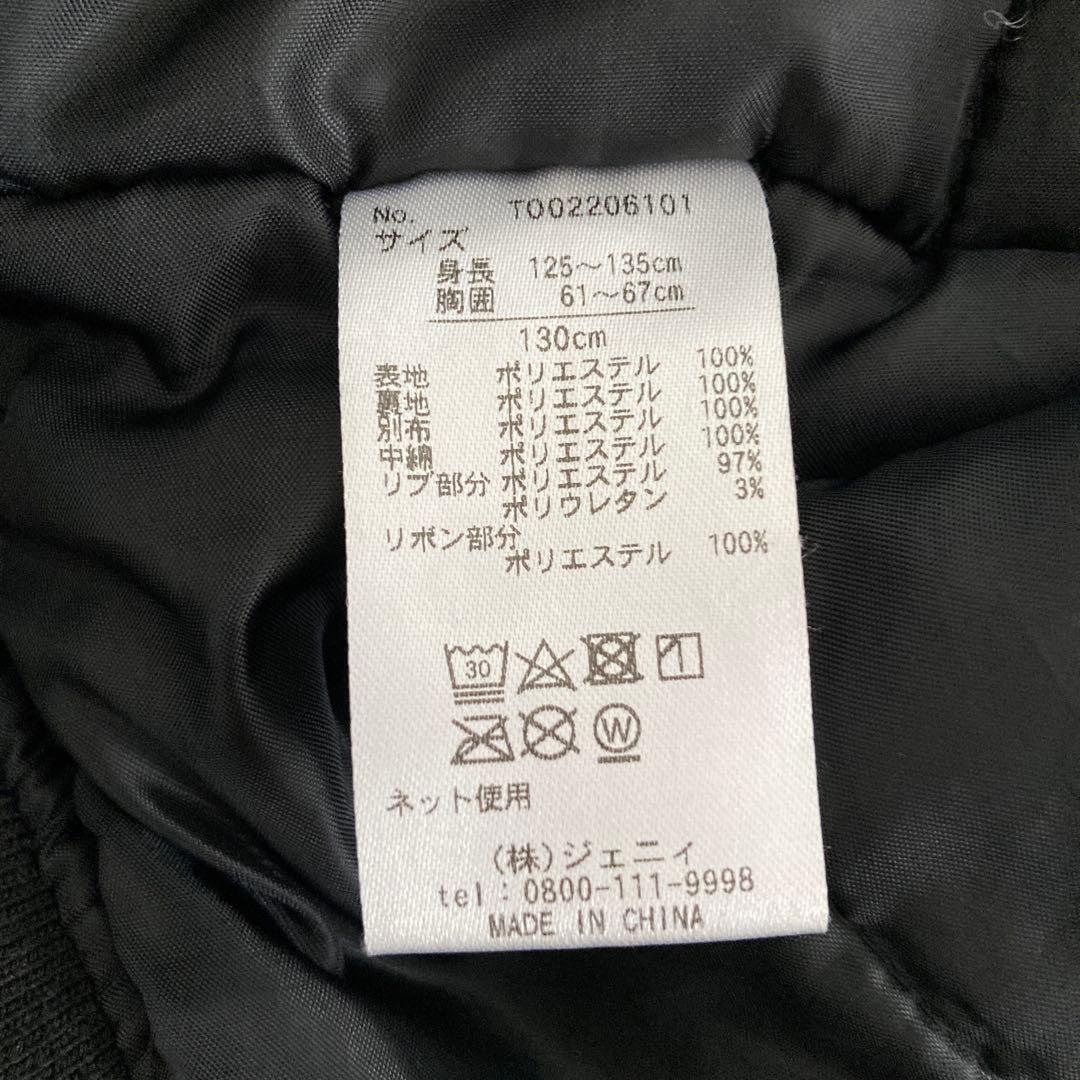 No. T002206101
サイズ
身長 125～135cm
胸囲 61～67cm
130cm
表地 ポリエステル 100%
裏地 ポリエステル 100%
別布 ポリエステル 100%
中綿 ポリエステル 100%
リブ部分 ポリエステル 97%
ポリウレタン 3%
リボン部分
ポリエステル 100%
30
W
ネット使用
(株)ジェニィ
tel:0800-111-9998
MADE IN CHINA